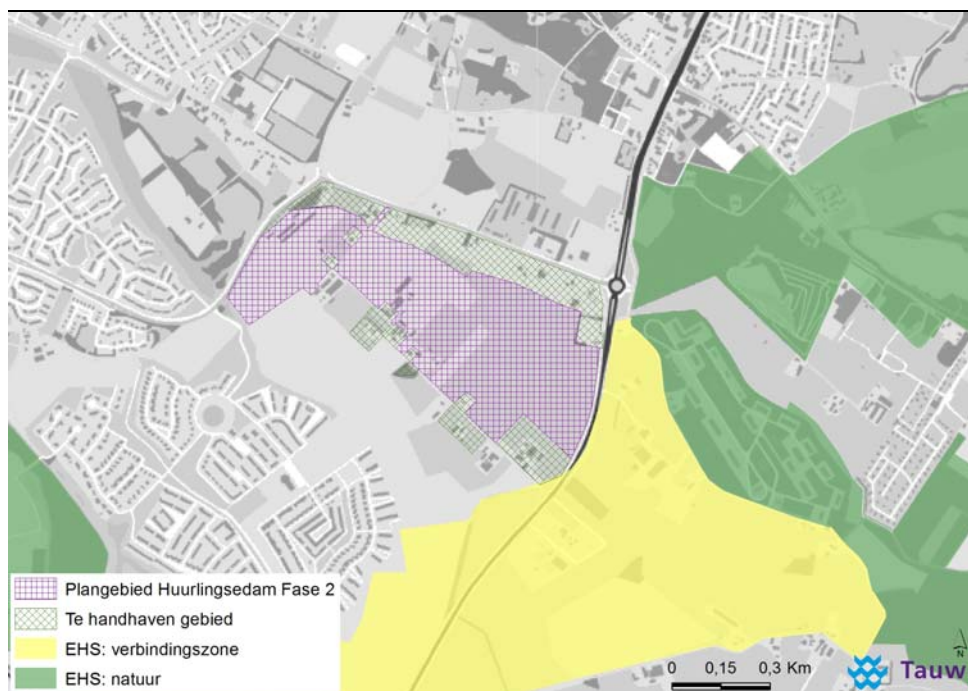 Plangebied Huurlingsedam Fase 2
Te handhaven gebied
EHS: verbindingszone
EHS: natuur
0 0,15 0,3 Km
N
Tauw